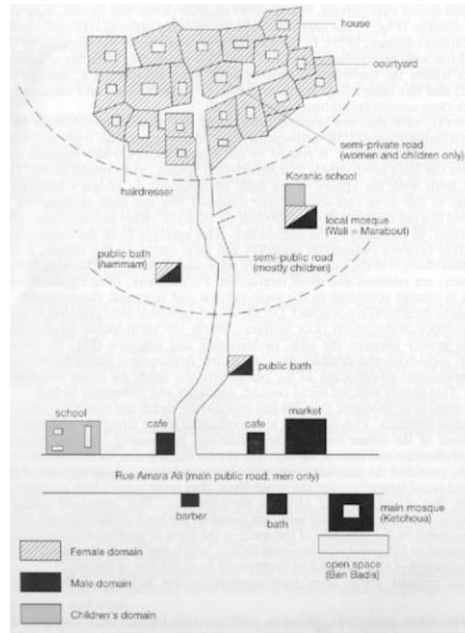 house
courtyard
semi-private road
(women and children only)
hairdresser
Koranic school
local mosque
(Wali = Marabout)
public bath
(hammam)
semi-public road
(mostly children)
public bath
school
cafe
cafe
market
Rue Amara Ali (main public road, men only)
barber
bath
main mosque
(Ketchoua)
open space
(Ben Badis)
Female domain
Male domain
Children's domain